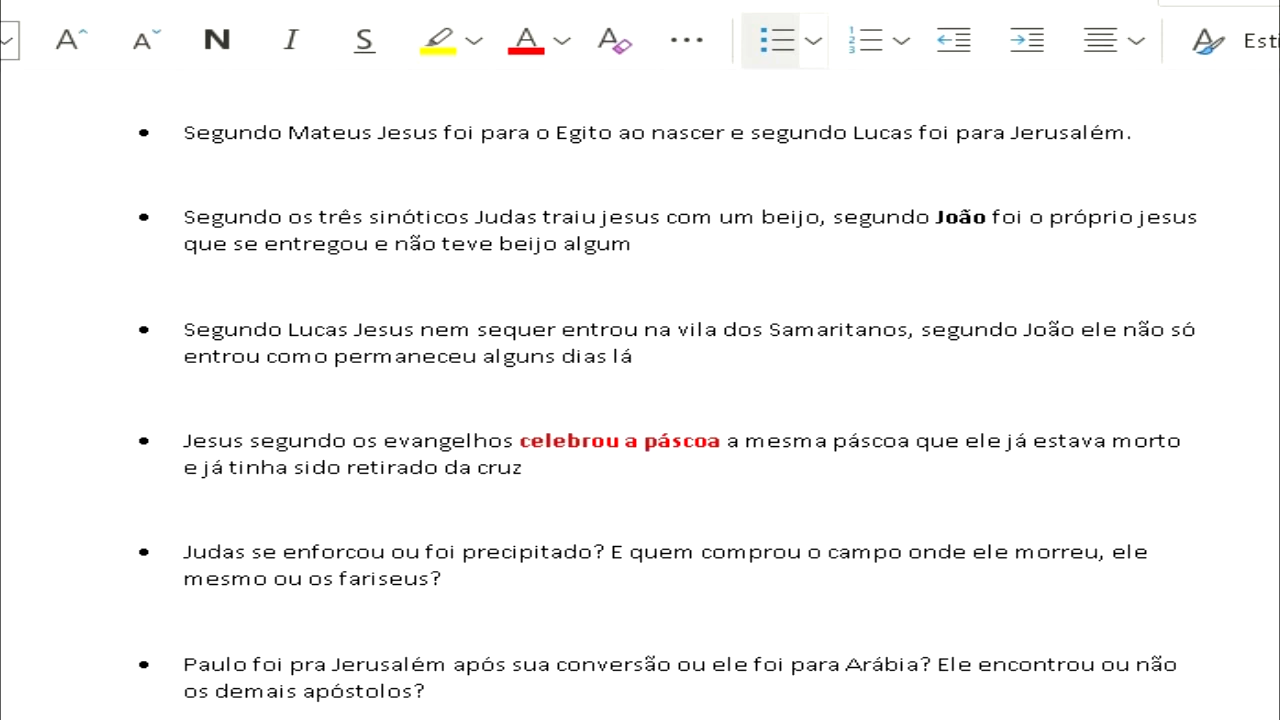 A^ A˅ N I S A A ... A Esti
Segundo Mateus Jesus foi para o Egito ao nascer e segundo Lucas foi para Jerusalém.
Segundo os três sinóticos Judas traiu jesus com um beijo, segundo João foi o próprio jesus
que se entregou e não teve beijo algum
Segundo Lucas Jesus nem sequer entrou na vila dos Samaritanos, segundo João ele não só
entrou como permaneceu alguns dias lá
Jesus segundo os evangelhos celebrou a páscoa a mesma páscoa que ele já estava morto
e já tinha sido retirado da cruz
Judas se enforcou ou foi precipitado? E quem comprou o campo onde ele morreu, ele
mesmo ou os fariseus?
Paulo foi pra Jerusalém após sua conversão ou ele foi para Arábia? Ele encontrou ou não
os demais apóstolos?